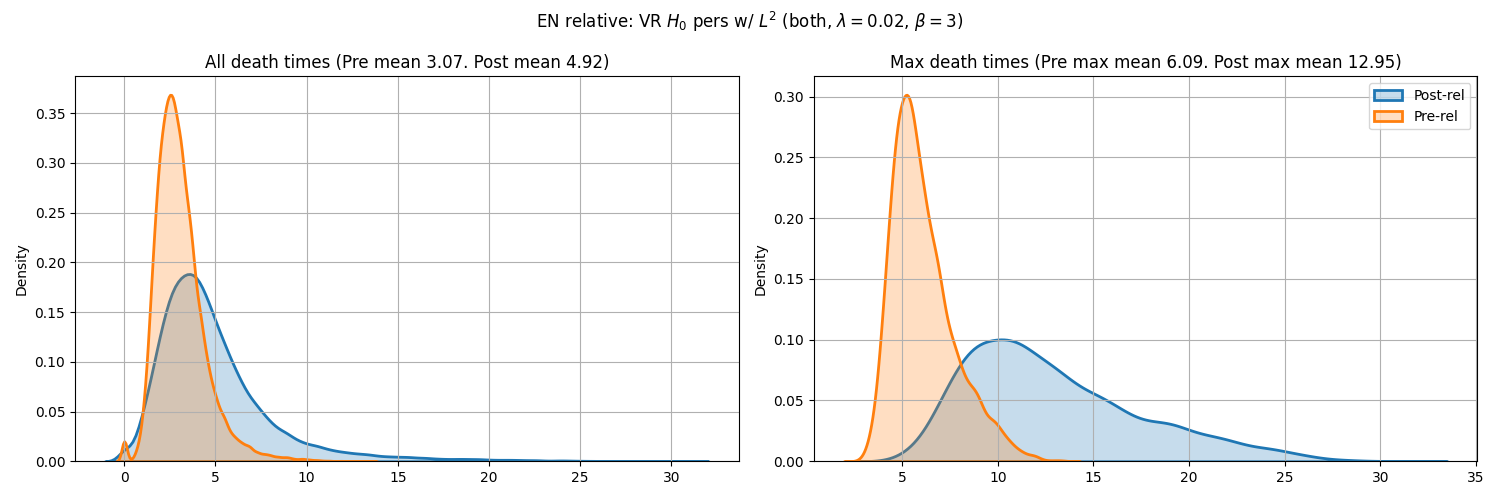 EN relative: VR $H_0$ pers w/ $L^2$ (both, $\lambda = 0.02$, $\beta = 3$)
All death times (Pre mean 3.07. Post mean 4.92)
Density
0.35
0.30
0.25
0.20
0.15
0.10
0.05
0.00
0 5 10 15 20 25 30
Max death times (Pre max mean 6.09. Post max mean 12.95)
Density
0.30
0.25
0.20
0.15
0.10
0.05
0.00
5 10 15 20 25 30 35
Post-rel
Pre-rel